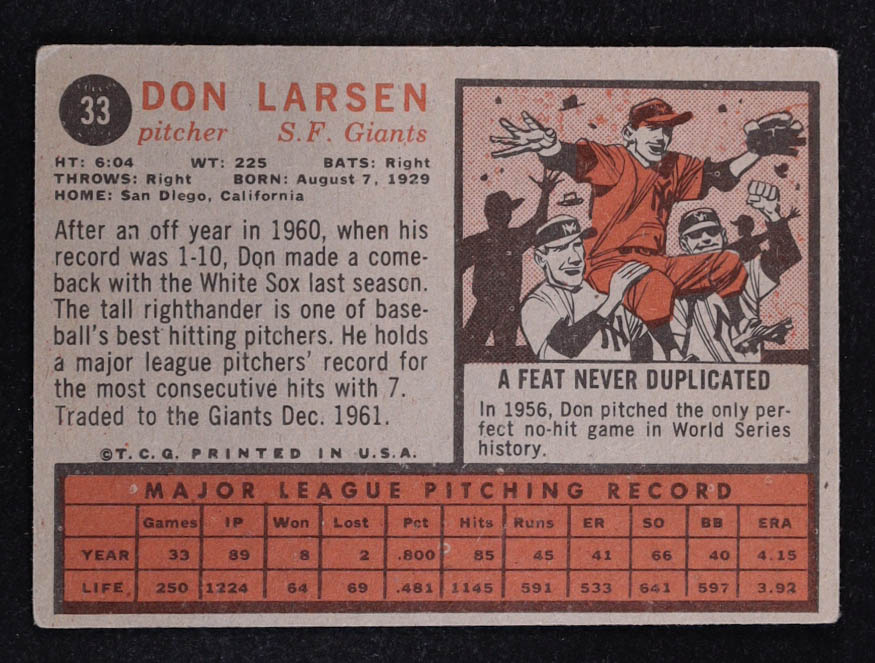 33
DON LARSEN
pitcher S.F. Giants
HT: 6:04 WT: 225 BATS: Right
THROWS: Right BORN: August 7, 1929
HOME: San Diego, California
After an off year in 1960, when his
record was 1-10, Don made a come-
back with the White Sox last season.
The tall righthander is one of base-
ball's best hitting pitchers. He holds
a major league pitchers' record for
the most consecutive hits with 7.
Traded to the Giants Dec. 1961.
©T.C.G. PRINTED IN U.S.A.
NY
A FEAT NEVER DUPLICATED
In 1956, Don pitched the only per-
fect no-hit game in World Series
history.
MAJOR LEAGUE PITCHING RECORD
Games IP Won Lost Pct Hits Runs ER SO BB ERA
YEAR 33 89 8 2 .800 85 45 41 66 40 4.15
LIFE 250 1224 64 69 .481 1145 591 533 641 597 3.92